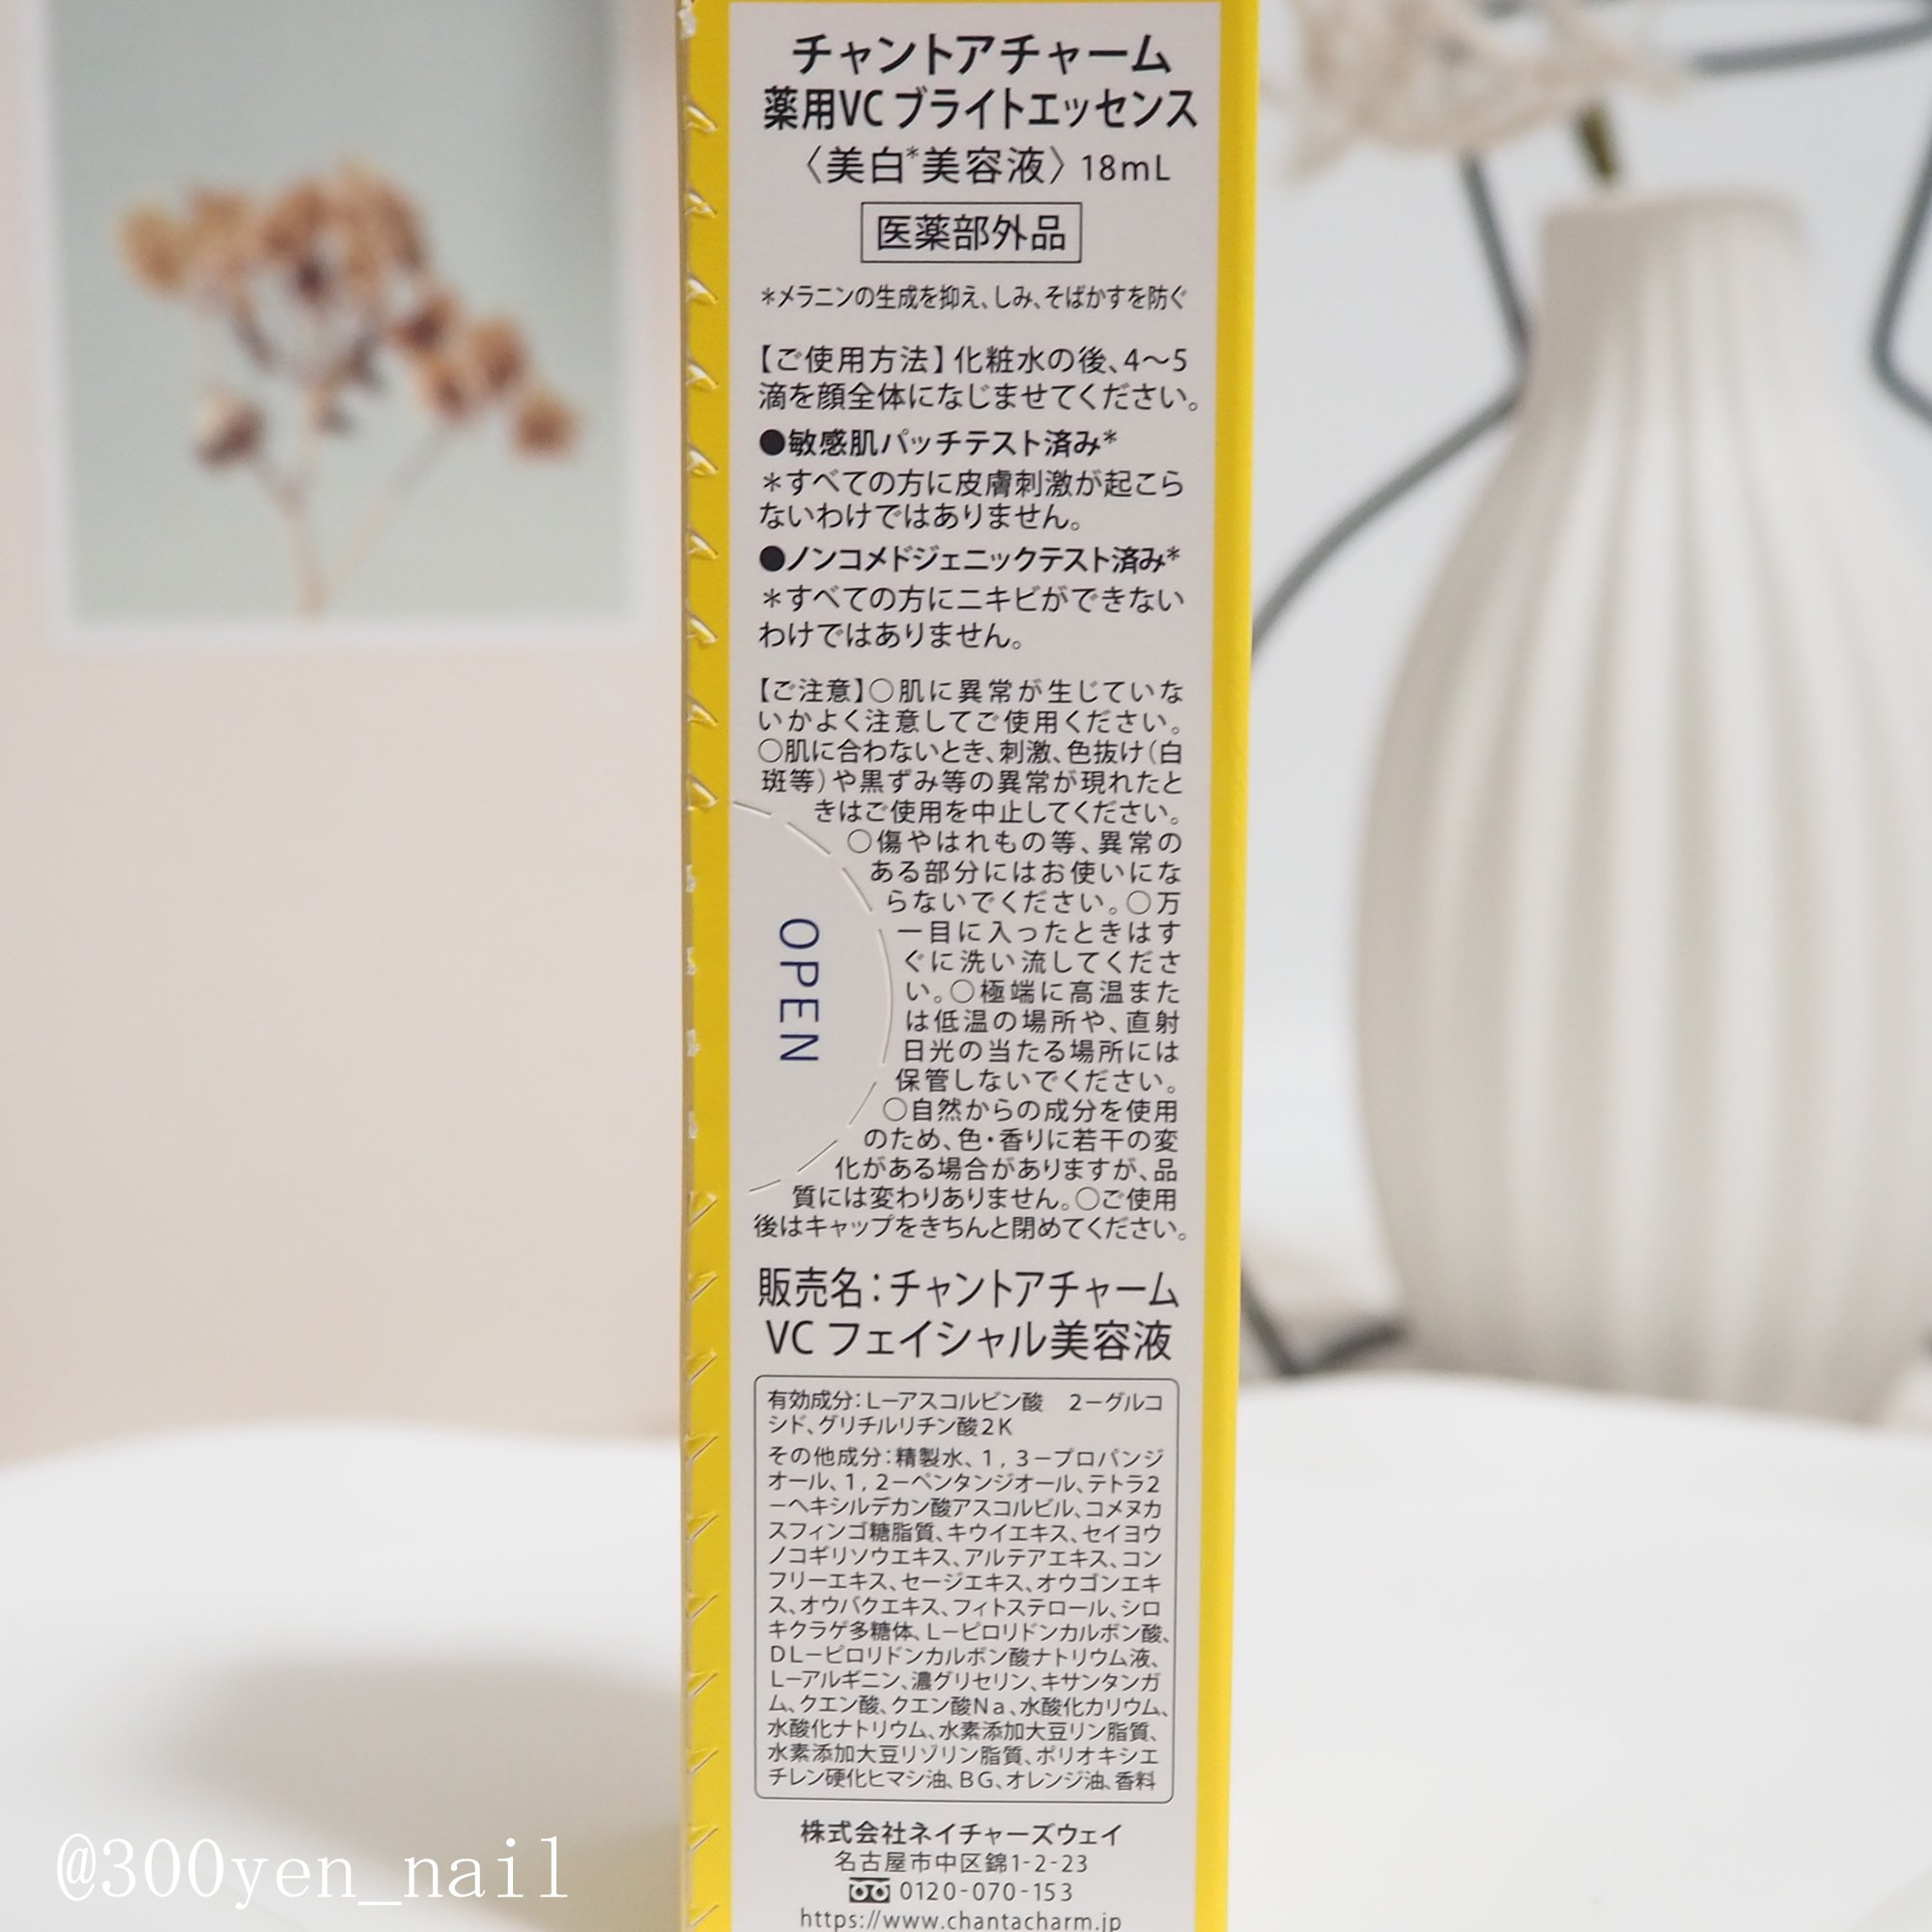 チャントアチャーム
薬用VC ブライトエッセンス
〈美白*美容液〉18mL
医薬部外品
*メラニンの生成を抑え、しみ、そばかすを防ぐ
【ご使用方法】化粧水の後、4〜5
滴を顔全体になじませてください。
●敏感肌パッチテスト済み*
*すべての方に皮膚刺激が起こら
ないわけではありません。
●ノンコメドジェニックテスト済み*
*すべての方にニキビができない
わけではありません。
【ご注意】○肌に異常が生じていな
いかよく注意してご使用ください。
○肌に合わないとき、刺激、色抜け(白
斑等)や黒ずみ等の異常が現れたと
きはご使用を中止してください。
○傷やはれもの等、異常の
ある部分にはお使いにな
らないでください。○万
一目に入ったときはす
ぐに洗い流してくださ
い。○極端に高温また
は低温の場所や、直射
日光の当たる場所には
保管しないでください。
○自然からの成分を使用
のため、色・香りに若干の変
化がある場合がありますが、品
質には変わりありません。○ご使用
後はキャップをきちんと閉めてください。
OPEN
販売名：チャントアチャーム
VC フェイシャル美容液
有効成分：L−アスコルビン酸　2−グルコ
シド、グリチルリチン酸2K
その他成分：精製水、1,3−プロパンジ
オール、1,2−ペンタンジオール、テトラ2
−ヘキシルデカン酸アスコルビル、コメヌカ
スフィンゴ糖脂質、キウイエキス、セイヨウ
ノコギリソウエキス、アルテアエキス、コン
フリーエキス、セージエキス、オウゴンエキ
ス、オウバクエキス、フィトステロール、シロ
キクラゲ多糖体、L−ピロリドンカルボン酸、
DL−ピロリドンカルボン酸ナトリウム液、
L−アルギニン、濃グリセリン、キサンタンガ
ム、クエン酸、クエン酸Na、水酸化カリウム、
水酸化ナトリウム、水素添加大豆リン脂質、
水素添加大豆リゾリン脂質、ポリオキシエ
チレン硬化ヒマシ油、BG、オレンジ油、香料
株式会社ネイチャーズウェイ
名古屋市中区錦1-2-23
0120-070-153
https://www.chantacharm.jp
@300yen_nail